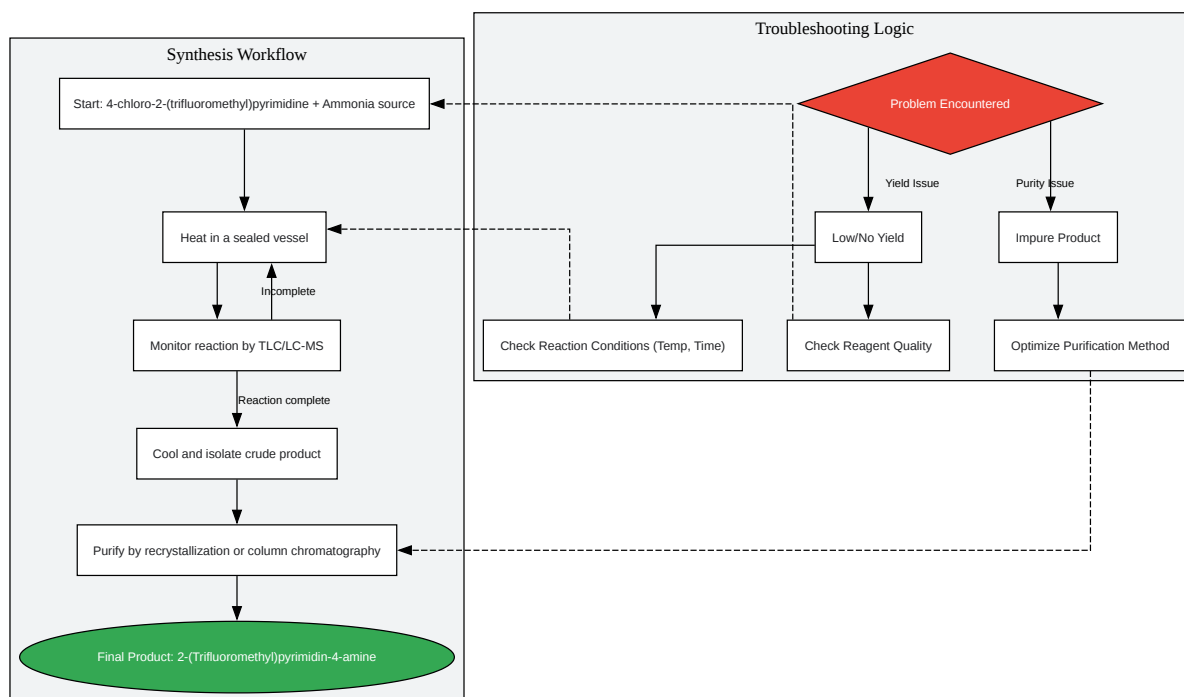 Synthesis Workflow
Start: 4-chloro-2-(trifluoromethyl)pyrimidine + Ammonia source
Heat in a sealed vessel
Incomplete
Monitor reaction by TLC/LC-MS
Reaction complete
Cool and isolate crude product
Purify by recrystallization or column chromatography
Final Product: 2-(Trifluoromethyl)pyrimidin-4-amine
Troubleshooting Logic
Problem Encountered
Yield Issue
Purity Issue
Low/No Yield
Impure Product
Check Reaction Conditions (Temp, Time)
Check Reagent Quality
Optimize Purification Method